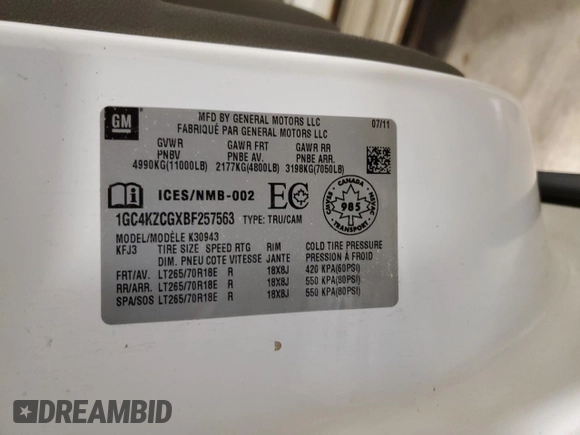 GM
MFD BY GENERAL MOTORS LLC
FABRIQUÉ PAR GENERAL MOTORS LLC
07/11
GVWR GAWR FRT GAWR RR
PNBV PNBE AV. PNBE ARR.
4990KG(11000LB) 2177KG(4800LB) 3198KG(7050LB)
ICES/NMB-002 EC
CANADA
985
1GC4KZCGXBF257563 TYPE: TRU/CAM
MODEL/MODÈLE K30943
KFJ3 TIRE SIZE SPEED RTG RIM COLD TIRE PRESSURE
DIM. PNEU COTE VITESSE JANTE PRESSION À FROID
FRT/AV. LT265/70R18E R 18X8J 420 KPA(60PSI)
RR/ARR. LT265/70R18E R 18X8J 550 KPA(80PSI)
SPA/SOS LT265/70R18E R 18X8J 550 KPA(80PSI)
DREAMBID